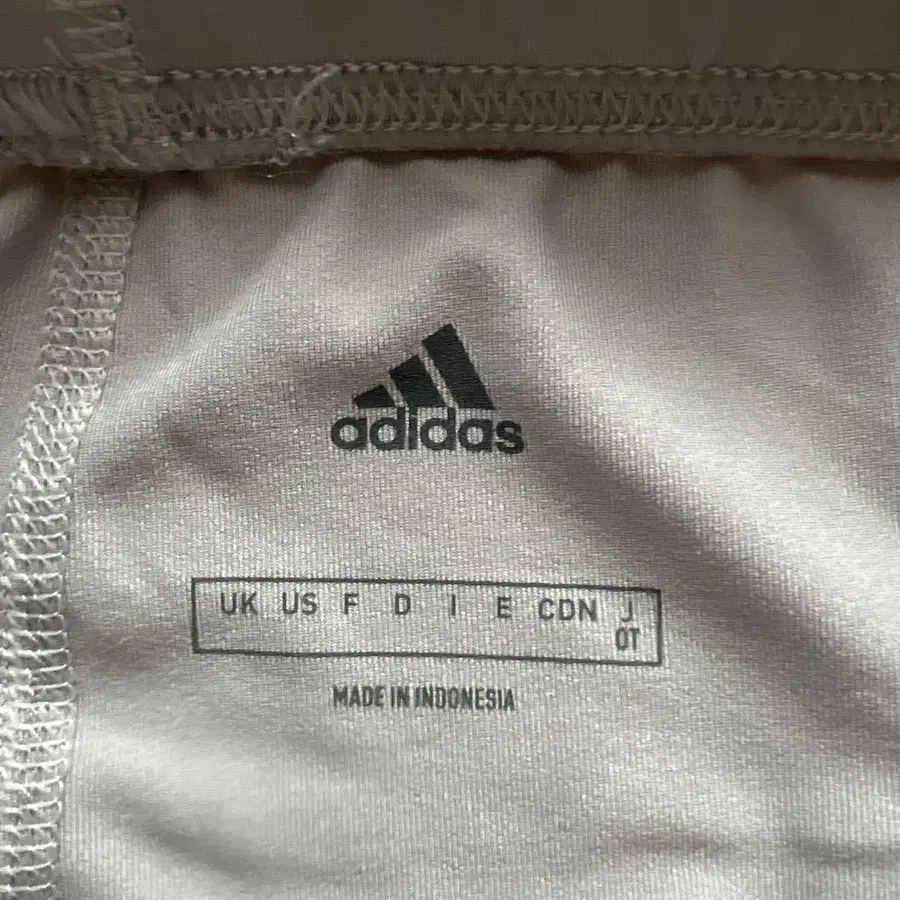 adidas
UK US F D I E CDN J
OT
MADE IN INDONESIA